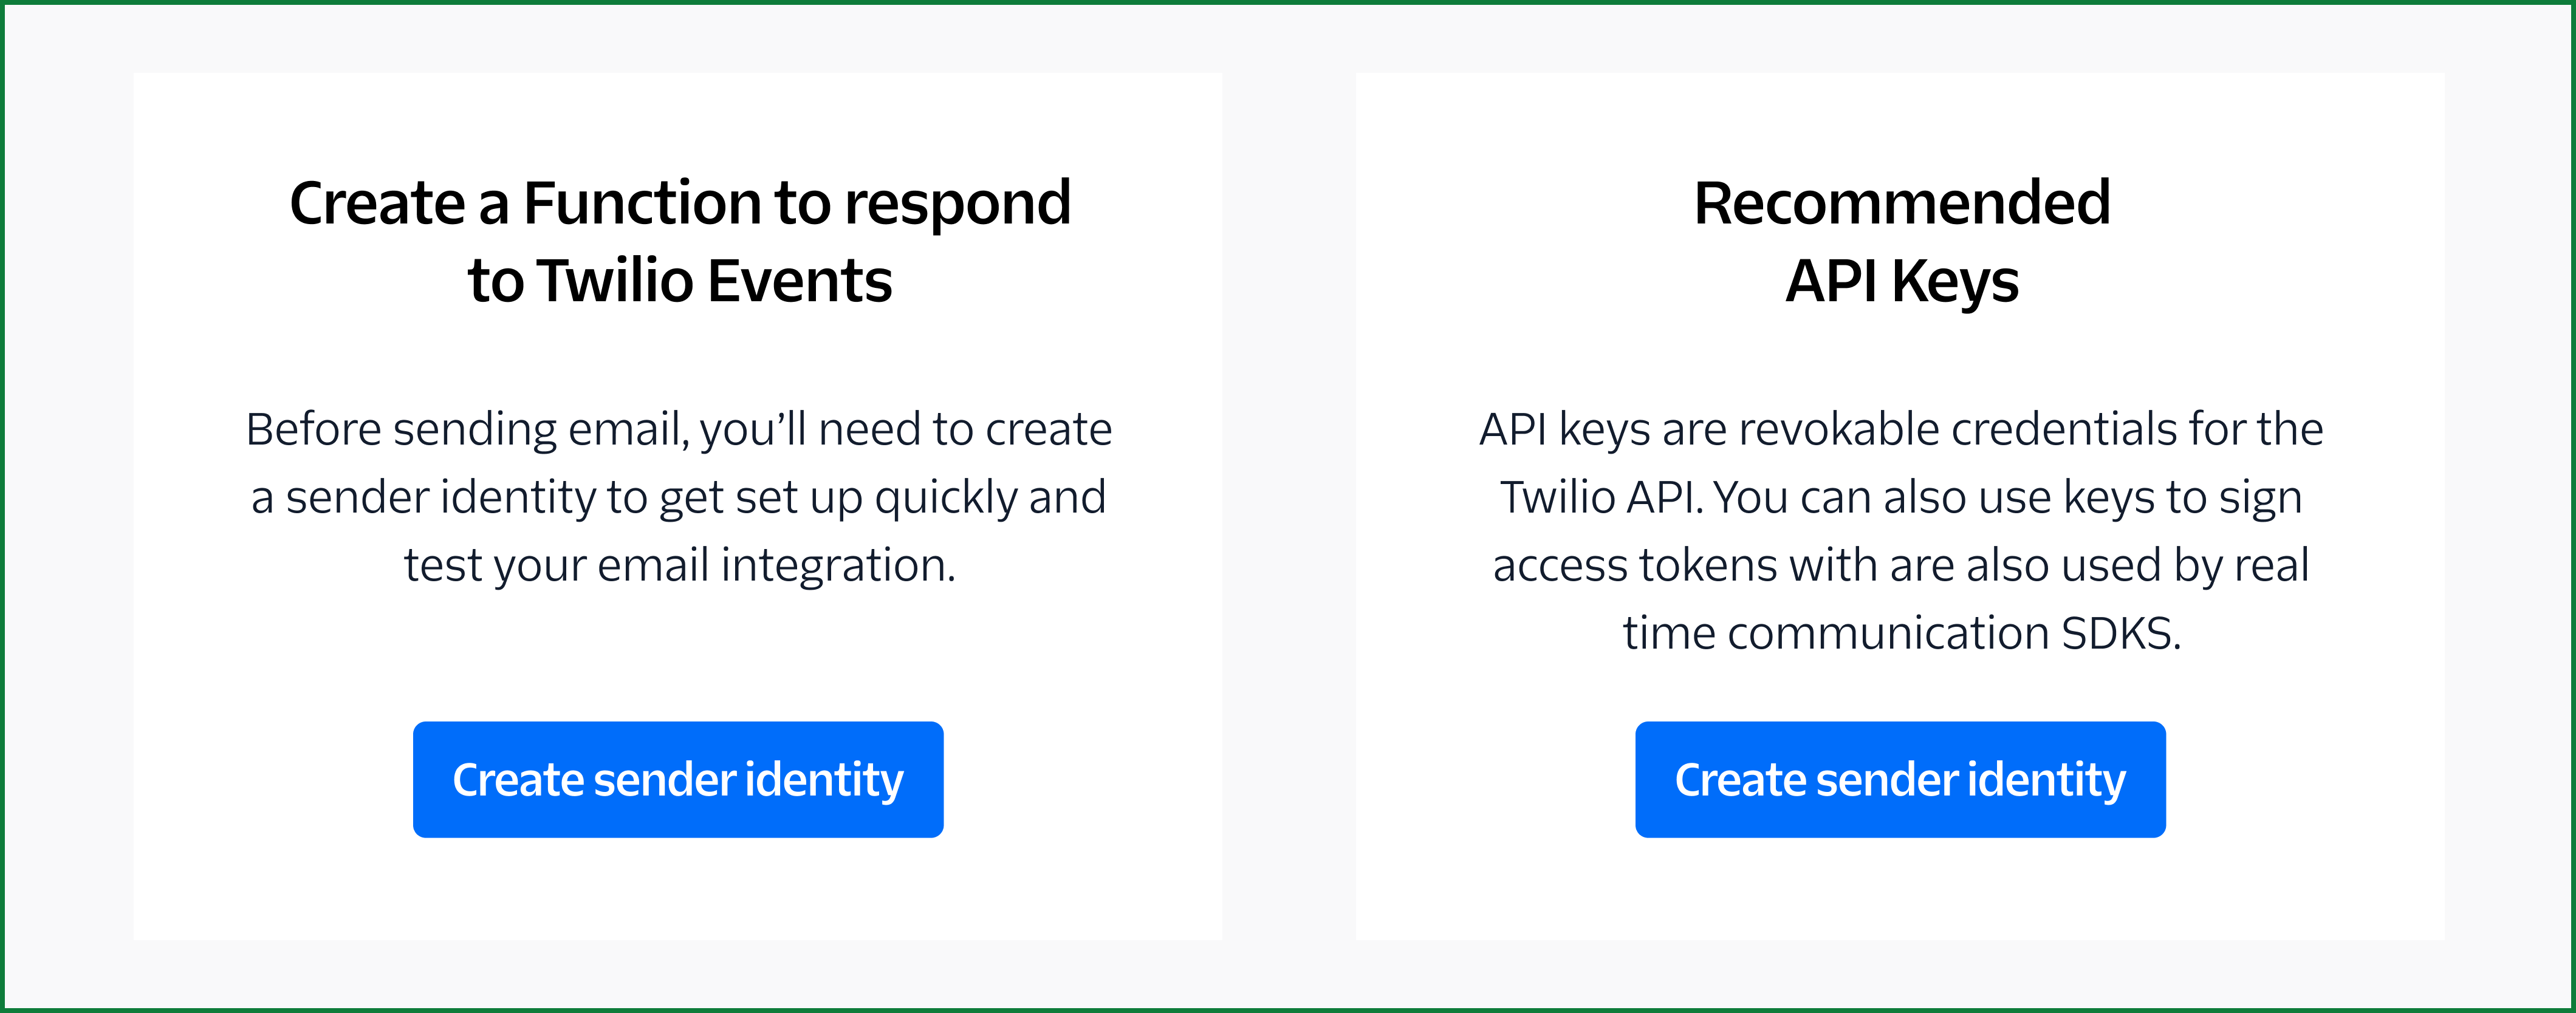 Create a Function to respond
to Twilio Events
Before sending email, you’ll need to create
a sender identity to get set up quickly and
test your email integration.
Create sender identity
Recommended
API Keys
API keys are revokable credentials for the
Twilio API. You can also use keys to sign
access tokens with are also used by real
time communication SDKS.
Create sender identity